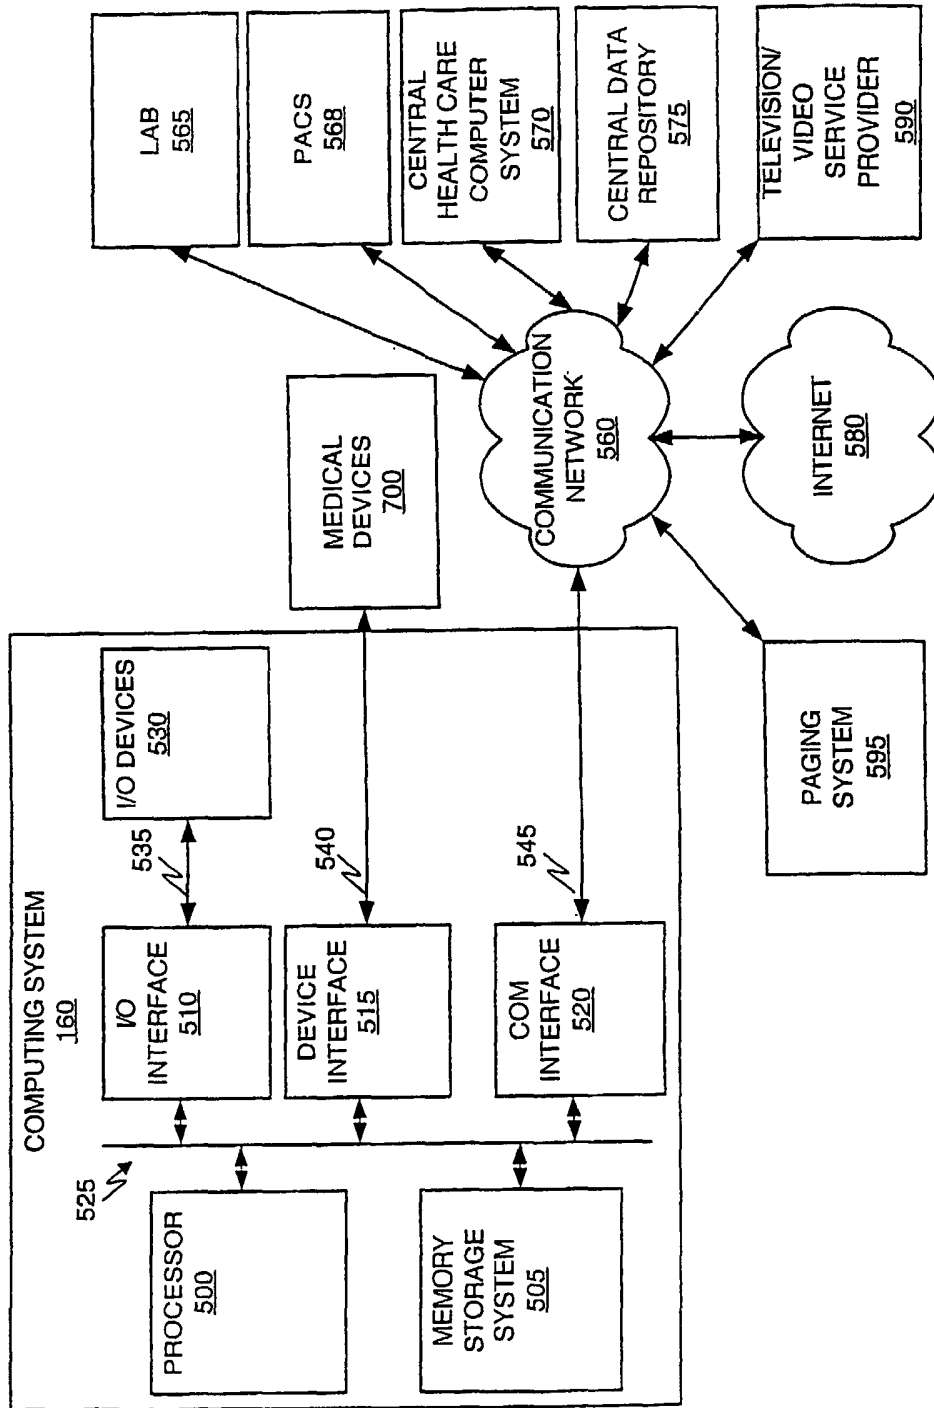 COMPUTING SYSTEM
160
PROCESSOR
500
MEMORY
STORAGE
SYSTEM
505
525
I/O
INTERFACE
510
DEVICE
INTERFACE
515
COM
INTERFACE
520
535
540
545
I/O DEVICES
530
MEDICAL
DEVICES
700
COMMUNICATION
NETWORK
560
LAB
565
PACS
568
CENTRAL
HEALTH CARE
COMPUTER
SYSTEM
570
CENTRAL DATA
REPOSITORY
575
TELEVISION/
VIDEO
SERVICE
PROVIDER
590
INTERNET
580
PAGING
SYSTEM
595